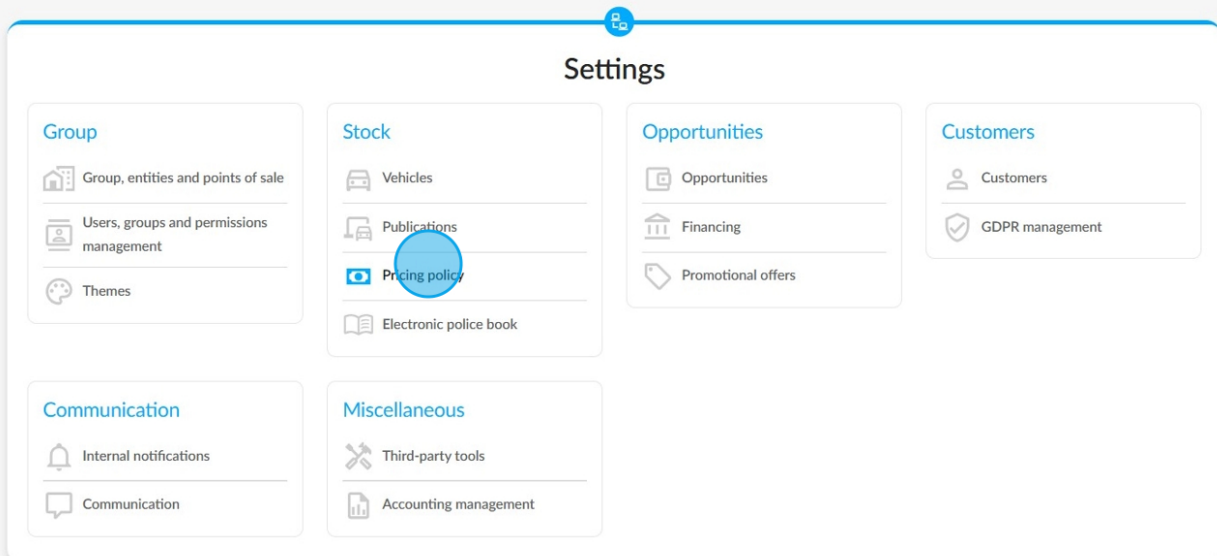 Settings
Group
Group, entities and points of sale
Users, groups and permissions
management
Themes
Stock
Vehicles
Publications
Pricing policy
Electronic police book
Opportunities
Opportunities
Financing
Promotional offers
Customers
Customers
GDPR management
Communication
Internal notifications
Communication
Miscellaneous
Third-party tools
Accounting management